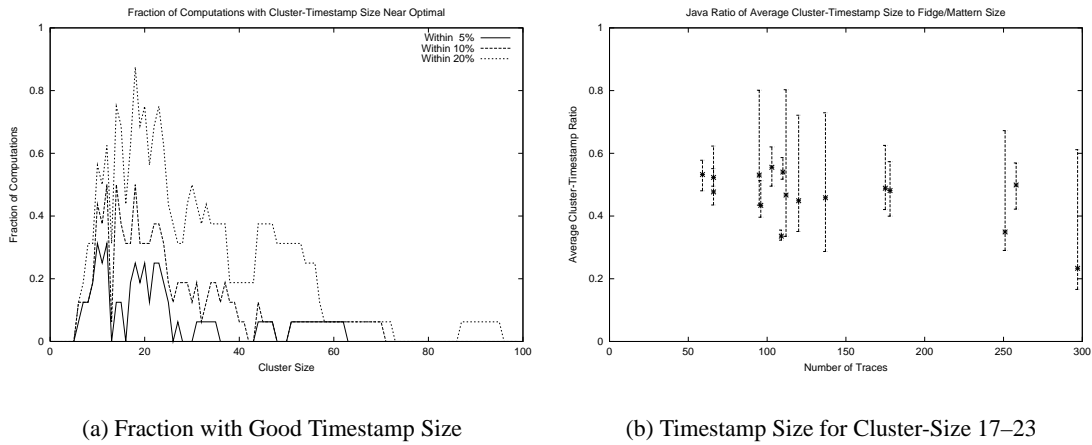 Fraction of Computations with Cluster-Timestamp Size Near Optimal
1
0.8
0.6
0.4
0.2
0
Fraction of Computations
Within 5%
Within 10%
Within 20%
0 20 40 60 80 100
Cluster Size
(a) Fraction with Good Timestamp Size
Java Ratio of Average Cluster-Timestamp Size to Fidge/Mattern Size
1
0.8
0.6
0.4
0.2
0
Average Cluster-Timestamp Ratio
0 50 100 150 200 250 300
Number of Traces
(b) Timestamp Size for Cluster-Size 17–23